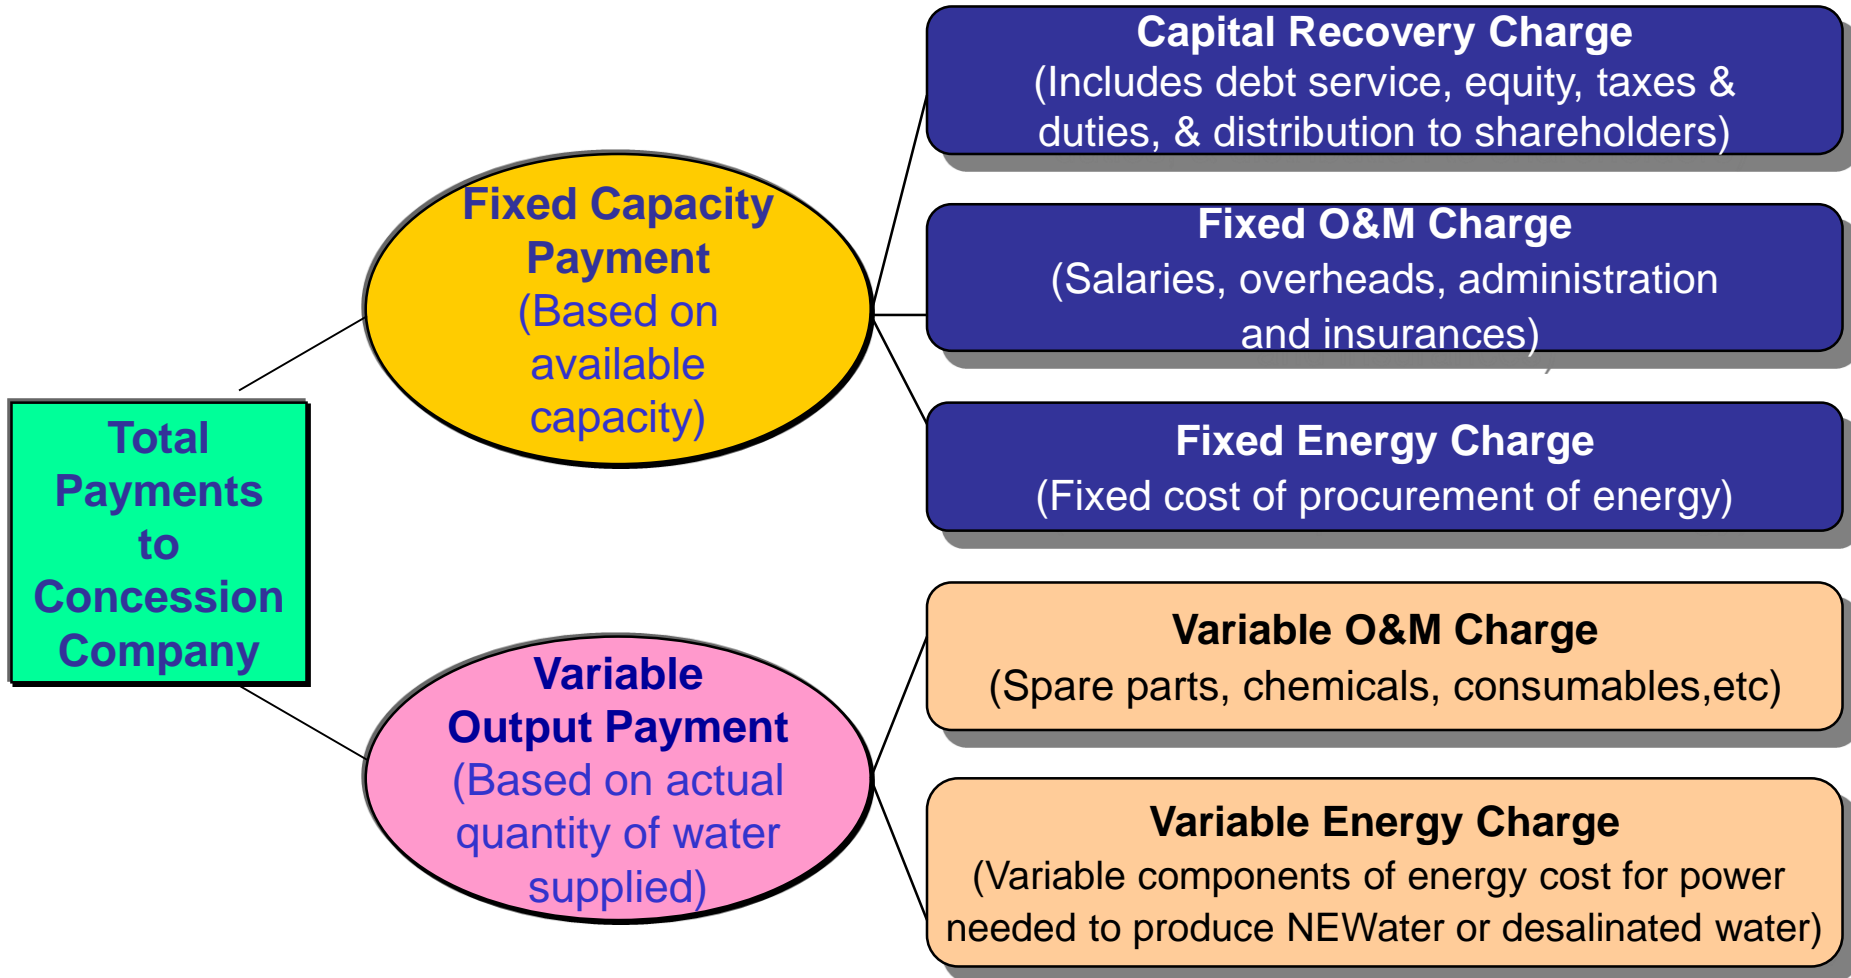 Total
Payments
to
Concession
Company
Fixed Capacity
Payment
(Based on
available
capacity)
Capital Recovery Charge
(Includes debt service, equity, taxes &
duties, & distribution to shareholders)
Fixed O&M Charge
(Salaries, overheads, administration
and insurances)
Fixed Energy Charge
(Fixed cost of procurement of energy)
Variable
Output Payment
(Based on actual
quantity of water
supplied)
Variable O&M Charge
(Spare parts, chemicals, consumables,etc)
Variable Energy Charge
(Variable components of energy cost for power
needed to produce NEWater or desalinated water)